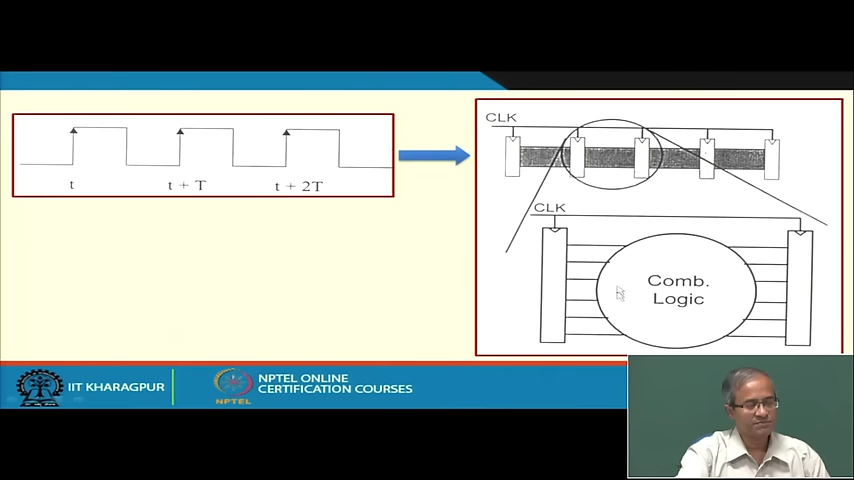 t
t + T
t + 2T
CLK
CLK
Comb.
Logic
IIT KHARAGPUR
NPTEL
NPTEL ONLINE
CERTIFICATION COURSES